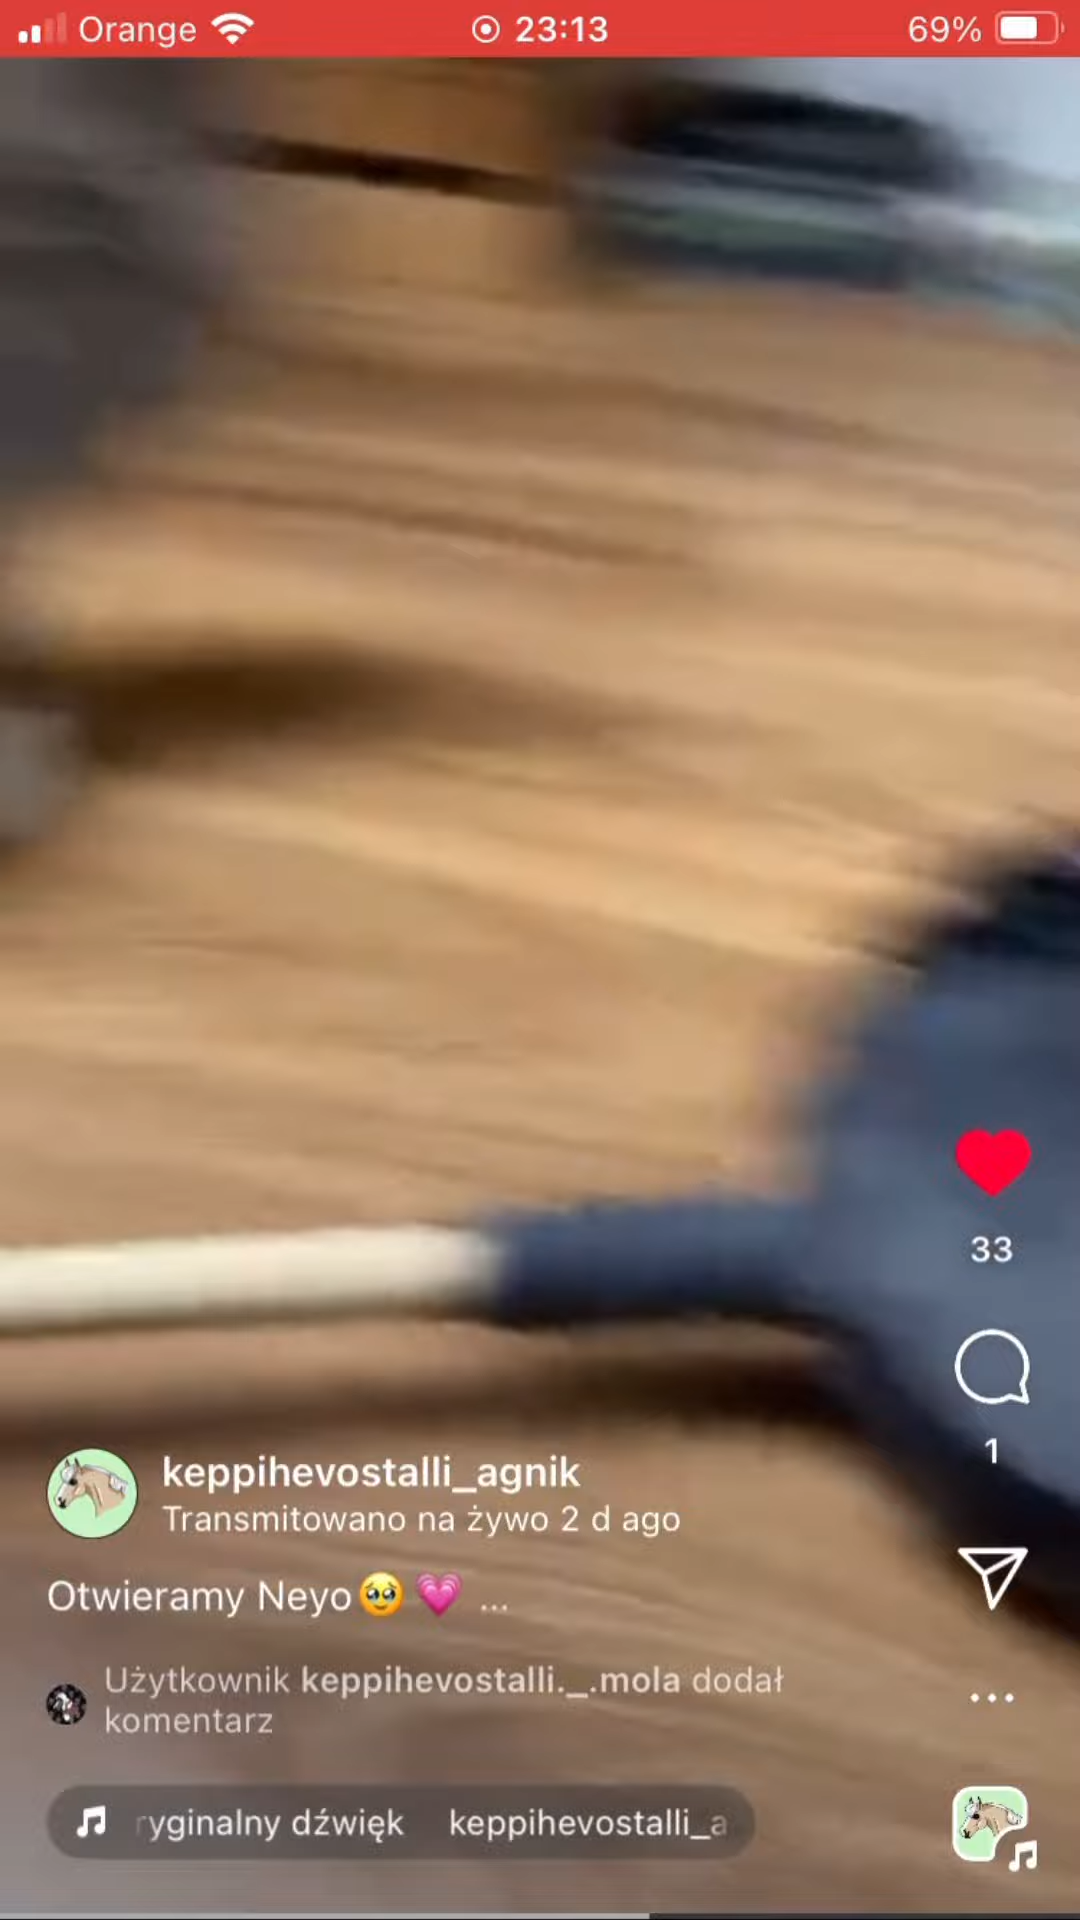 Orange 23:13 69%
33
1
keppihevostalli_agnik
Transmitowano na żywo 2 d ago
Otwieramy Neyo🥹💗 ...
Użytkownik keppihevostalli._.mola dodał
komentarz
ryginalny dźwięk keppihevostalli_a